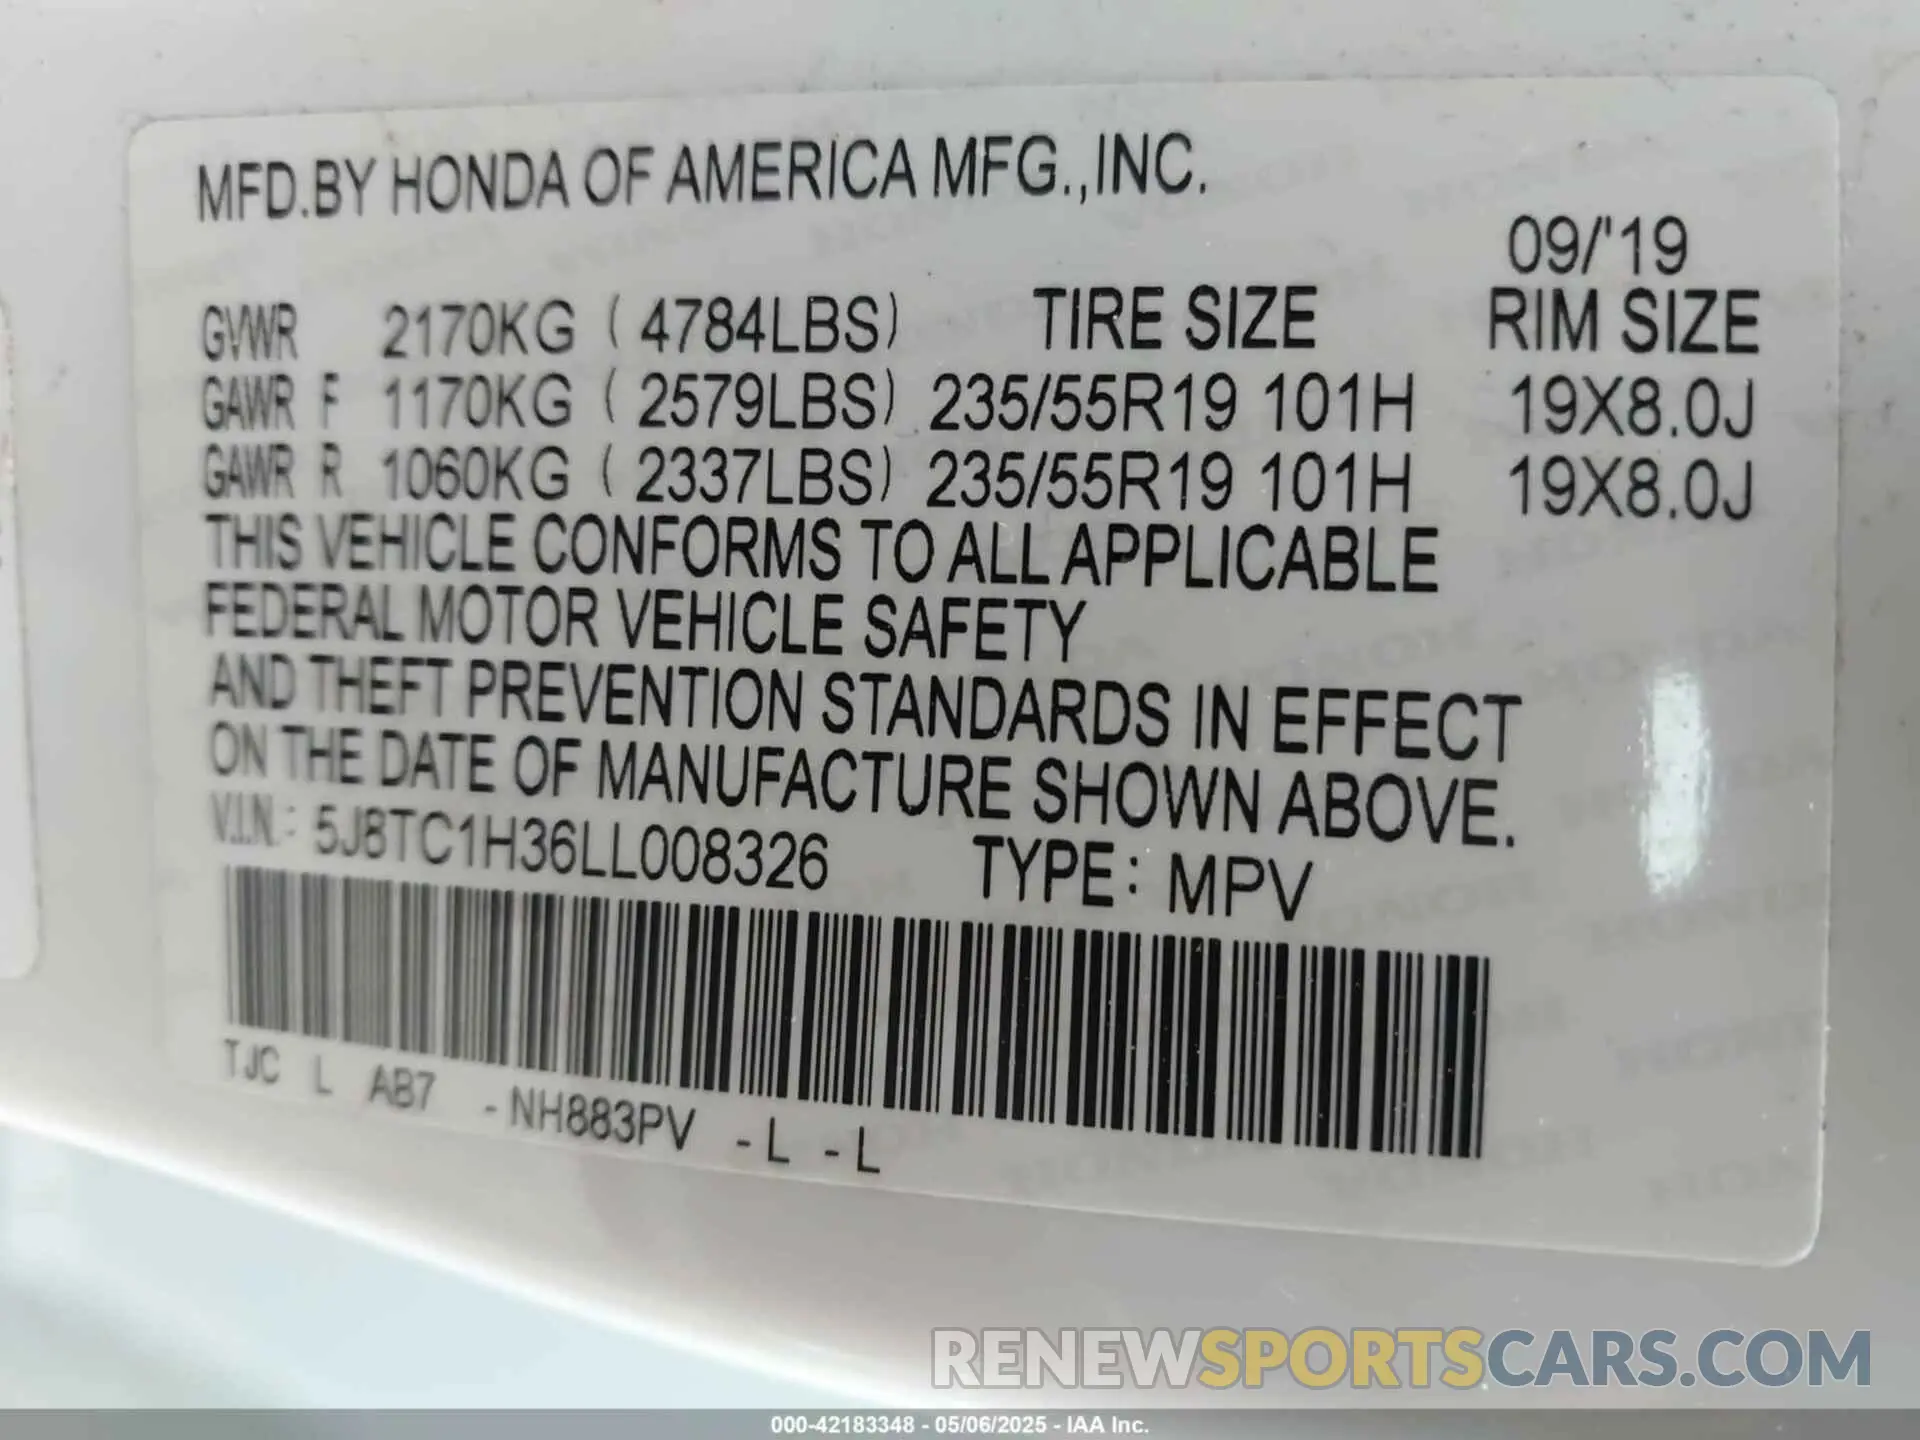 MFD.BY HONDA OF AMERICA MFG.,INC.
09/'19
GVWR 2170KG ( 4784LBS) TIRE SIZE RIM SIZE
GAWR F 1170KG ( 2579LBS) 235/55R19 101H 19X8.0J
GAWR R 1060KG ( 2337LBS) 235/55R19 101H 19X8.0J
THIS VEHICLE CONFORMS TO ALL APPLICABLE
FEDERAL MOTOR VEHICLE SAFETY
AND THEFT PREVENTION STANDARDS IN EFFECT
ON THE DATE OF MANUFACTURE SHOWN ABOVE.
V.I.N.: 5J8TC1H36LL008326 TYPE: MPV
TJC L AB7 -NH883PV -L -L
RENEWSPORTSCARS.COM
000-42183348 - 05/06/2025 - IAA Inc.